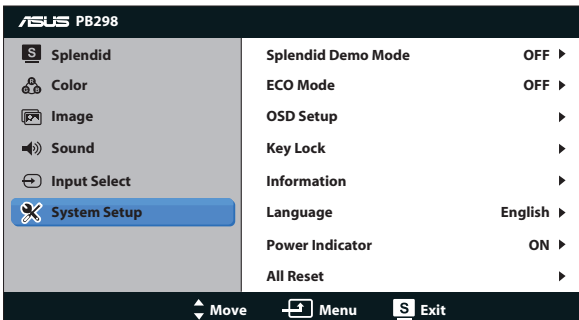 ASUS PB298
S Splendid
Color
Image
Sound
Input Select
System Setup
Splendid Demo Mode OFF
ECO Mode OFF
OSD Setup
Key Lock
Information
Language English
Power Indicator ON
All Reset
Move Menu S Exit